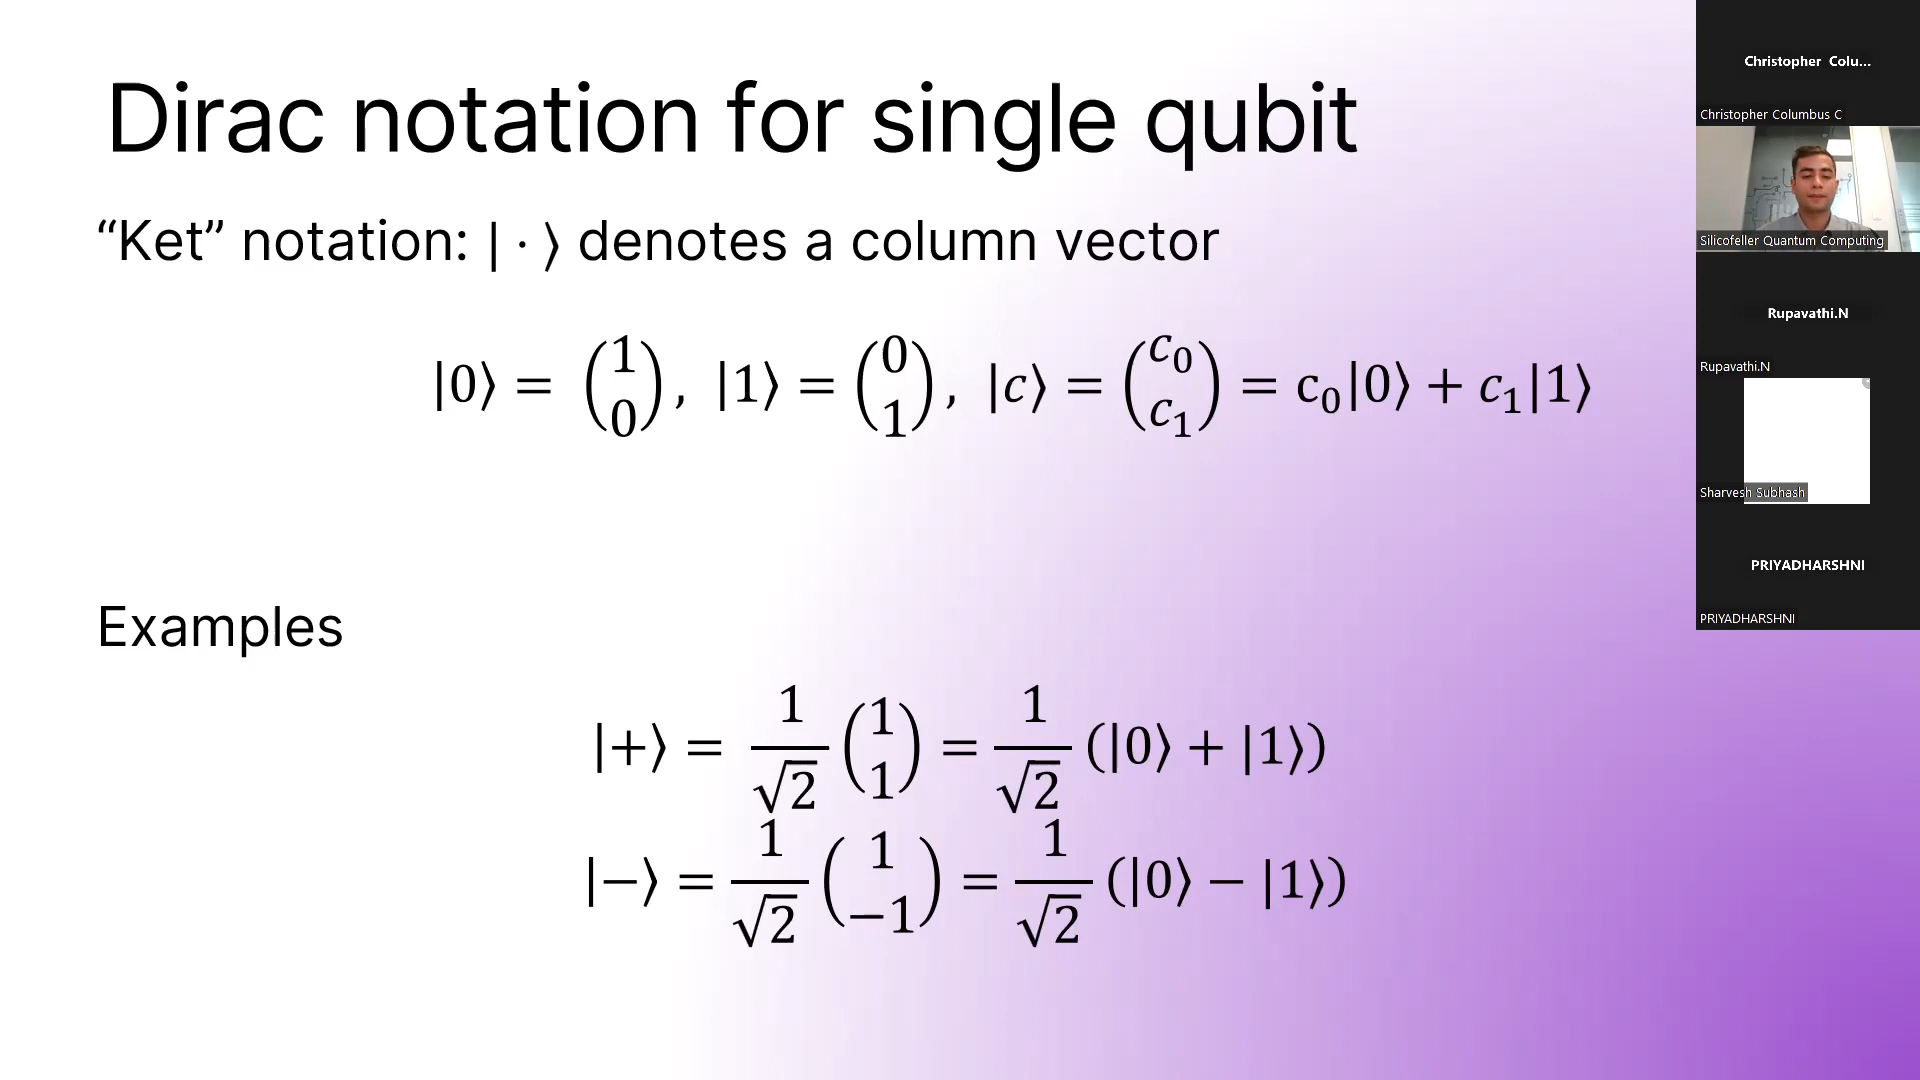 Dirac notation for single qubit
“Ket” notation: | · ⟩ denotes a column vector
|0⟩ = (1 0), |1⟩ = (0 1), |c⟩ = (c₀ c₁) = c₀|0⟩ + c₁|1⟩
Examples
|+⟩ = 1/√2 (1 1) = 1/√2 (|0⟩ + |1⟩)
|−⟩ = 1/√2 (1 −1) = 1/√2 (|0⟩ − |1⟩)
Christopher Colu...
Christopher Columbus C
Silicofeller Quantum Computing
Rupavathi.N
Rupavathi.N
Sharvesh Subhash
PRIYADHARSHNI
PRIYADHARSHNI